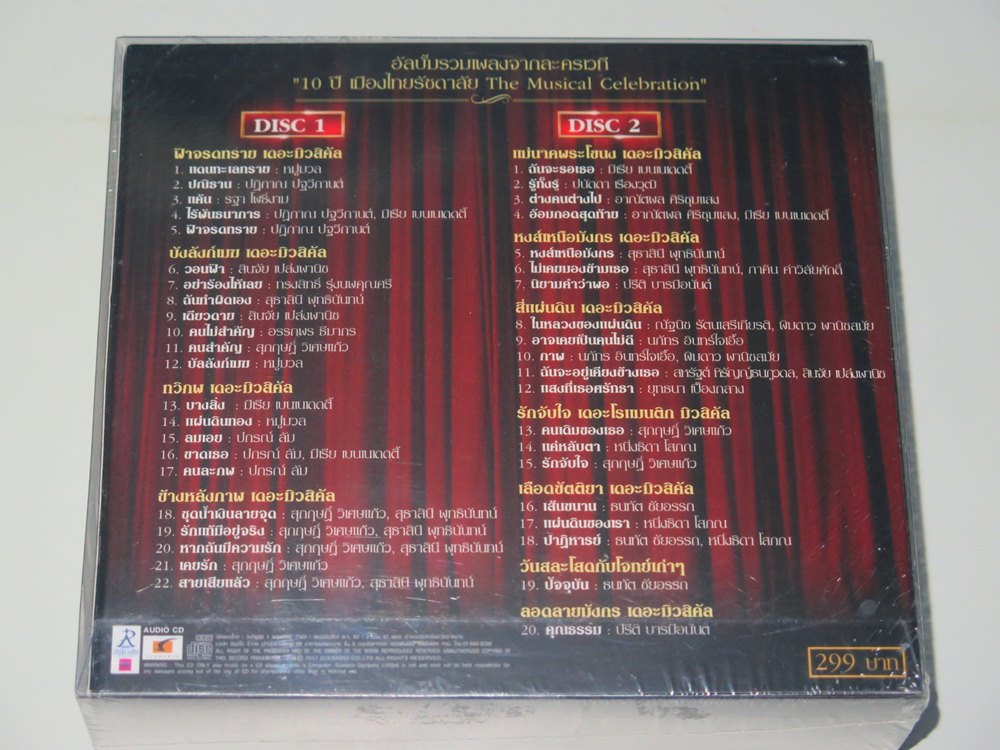 อัลบั้มรวมเพลงจากละครเวที
"10 ปี เมืองไทยรัชดาลัย The Musical Celebration"
DISC 1
ฟ้าจรดทราย เดอะมิวสิคัล
1. แดนทะเลทราย : หมู่มวล
2. ปณิธาน : ปฏิภาณ ปฐวีกานต์
3. แค้น : รฐา โพธิ์งาม
4. ไร้พันธนาการ : ปฏิภาณ ปฐวีกานต์, มีเรีย เบนเนเดดตี้
5. ฟ้าจรดทราย : ปฏิภาณ ปฐวีกานต์
บัลลังก์เมฆ เดอะมิวสิคัล
6. วอนฟ้า : สินจัย เปล่งพานิช
7. อย่าร้องไห้เลย : ทรงสิทธิ์ รุ่งนพคุณศรี
8. ฉันทำผิดเอง : สุธาสินี พุทธินันทน์
9. เดียวดาย : สินจัย เปล่งพานิช
10. คนไม่สำคัญ : อรรถพร ธีมากร
11. คนสำคัญ : สุกฤษฎิ์ วิเศษแก้ว
12. บัลลังก์เมฆ : หมู่มวล
ทวิภพ เดอะมิวสิคัล
13. บางสิ่ง : มีเรีย เบนเนเดดตี้
14. แผ่นดินทอง : หมู่มวล
15. ลมเอย : ปกรณ์ ลัม
16. ขาดเธอ : ปกรณ์ ลัม, มีเรีย เบนเนเดดตี้
17. คนละภพ : ปกรณ์ ลัม
ข้างหลังภาพ เดอะมิวสิคัล
18. ชุดน้ำเงินลายจุด : สุกฤษฎิ์ วิเศษแก้ว, สุธาสินี พุทธินันทน์
19. รักแท้มีอยู่จริง : สุกฤษฎิ์ วิเศษแก้ว, สุธาสินี พุทธินันทน์
20. หากฉันมีความรัก : สุกฤษฎิ์ วิเศษแก้ว, สุธาสินี พุทธินันทน์
21. เคยรัก : สุกฤษฎิ์ วิเศษแก้ว
22. สายเสียแล้ว : สุกฤษฎิ์ วิเศษแก้ว, สุธาสินี พุทธินันทน์
DISC 2
แม่นาคพระโขนง เดอะมิวสิคัล
1. ฉันจะรอเธอ : มีเรีย เบนเนเดดตี้
2. รู้ทั้งรู้ : ปนัดดา เรืองวุฒิ
3. ต่างคนต่างไป : อาณัตพล ศิริชุมแสง
4. อ้อมกอดสุดท้าย : อาณัตพล ศิริชุมแสง, มีเรีย เบนเนเดดตี้
หงส์เหนือมังกร เดอะมิวสิคัล
5. หงส์เหนือมังกร : สุธาสินี พุทธินันทน์
6. ไม่เคยมองข้ามเธอ : สุธาสินี พุทธินันทน์, ภาคิน คำวิลัยศักดิ์
7. นิยามคำว่าพ่อ : ปรีติ บารมีอนันต์
สี่แผ่นดิน เดอะมิวสิคัล
8. ในหลวงของแผ่นดิน : ณัฐนิช รัตนเสรีเกียรติ, พิมดาว พานิชสมัย
9. อาจเคยเป็นคนไม่ดี : นภัทร อินทร์ใจเอื้อ
10. ภาพ : นภัทร อินทร์ใจเอื้อ, พิมดาว พานิชสมัย
11. ฉันจะอยู่เคียงข้างเธอ : สหรัฐต์ หิรัญญ์ธนภูวดล, สินจัย เปล่งพานิช
12. แสงที่เธอศรัทธา : ยุทธนา เปื้องกลาง
รักจับใจ เดอะโรแมนติก มิวสิคัล
13. คนเดิมของเธอ : สุกฤษฎิ์ วิเศษแก้ว
14. แค่หลับตา : หนึ่งธิดา โสภณ
15. รักจับใจ : สุกฤษฎิ์ วิเศษแก้ว
เลือดขัตติยา เดอะมิวสิคัล
16. เส้นขนาน : ธนทัต ชัยอรรถ
17. แผ่นดินของเรา : หนึ่งธิดา โสภณ
18. ปาฏิหารย์ : ธนทัต ชัยอรรถ, หนึ่งธิดา โสภณ
วันสละโสดกับโจทย์เก่าๆ
19. ปัจจุบัน : ธนทัต ชัยอรรถ
ลอดลายมังกร เดอะมิวสิคัล
20. คุณธรรม : ปรีติ บารมีอนันต์
AUDIO CD
299 บาท